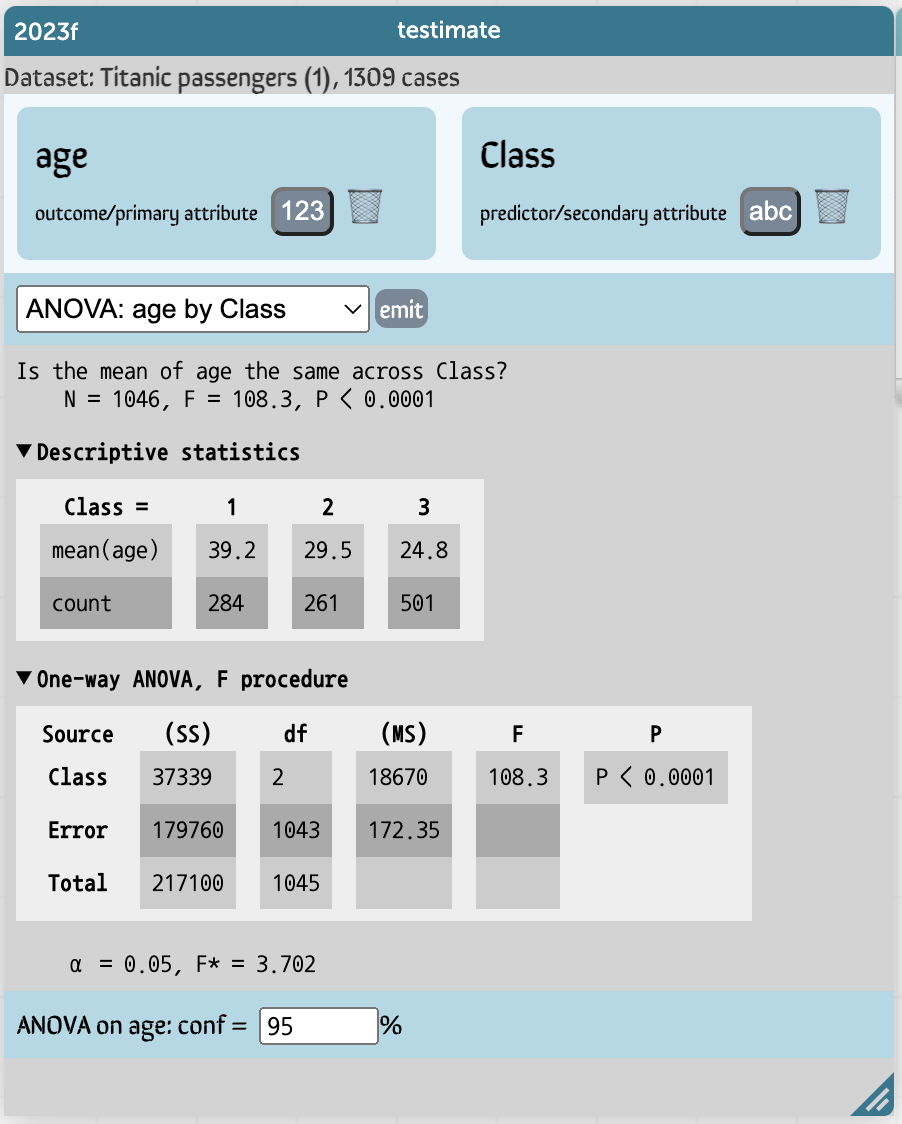 2023f testimate
Dataset: Titanic passengers (1), 1309 cases
age Class
outcome/primary attribute 123 predictor/secondary attribute abc
ANOVA: age by Class emit
Is the mean of age the same across Class?
N = 1046, F = 108.3, P < 0.0001
▼ Descriptive statistics
Class = 1 2 3
mean(age) 39.2 29.5 24.8
count 284 261 501
▼ One-way ANOVA, F procedure
Source (SS) df (MS) F P
Class 37339 2 18670 108.3 P < 0.0001
Error 179760 1043 172.35
Total 217100 1045
α = 0.05, F* = 3.702
ANOVA on age: conf = 95 %